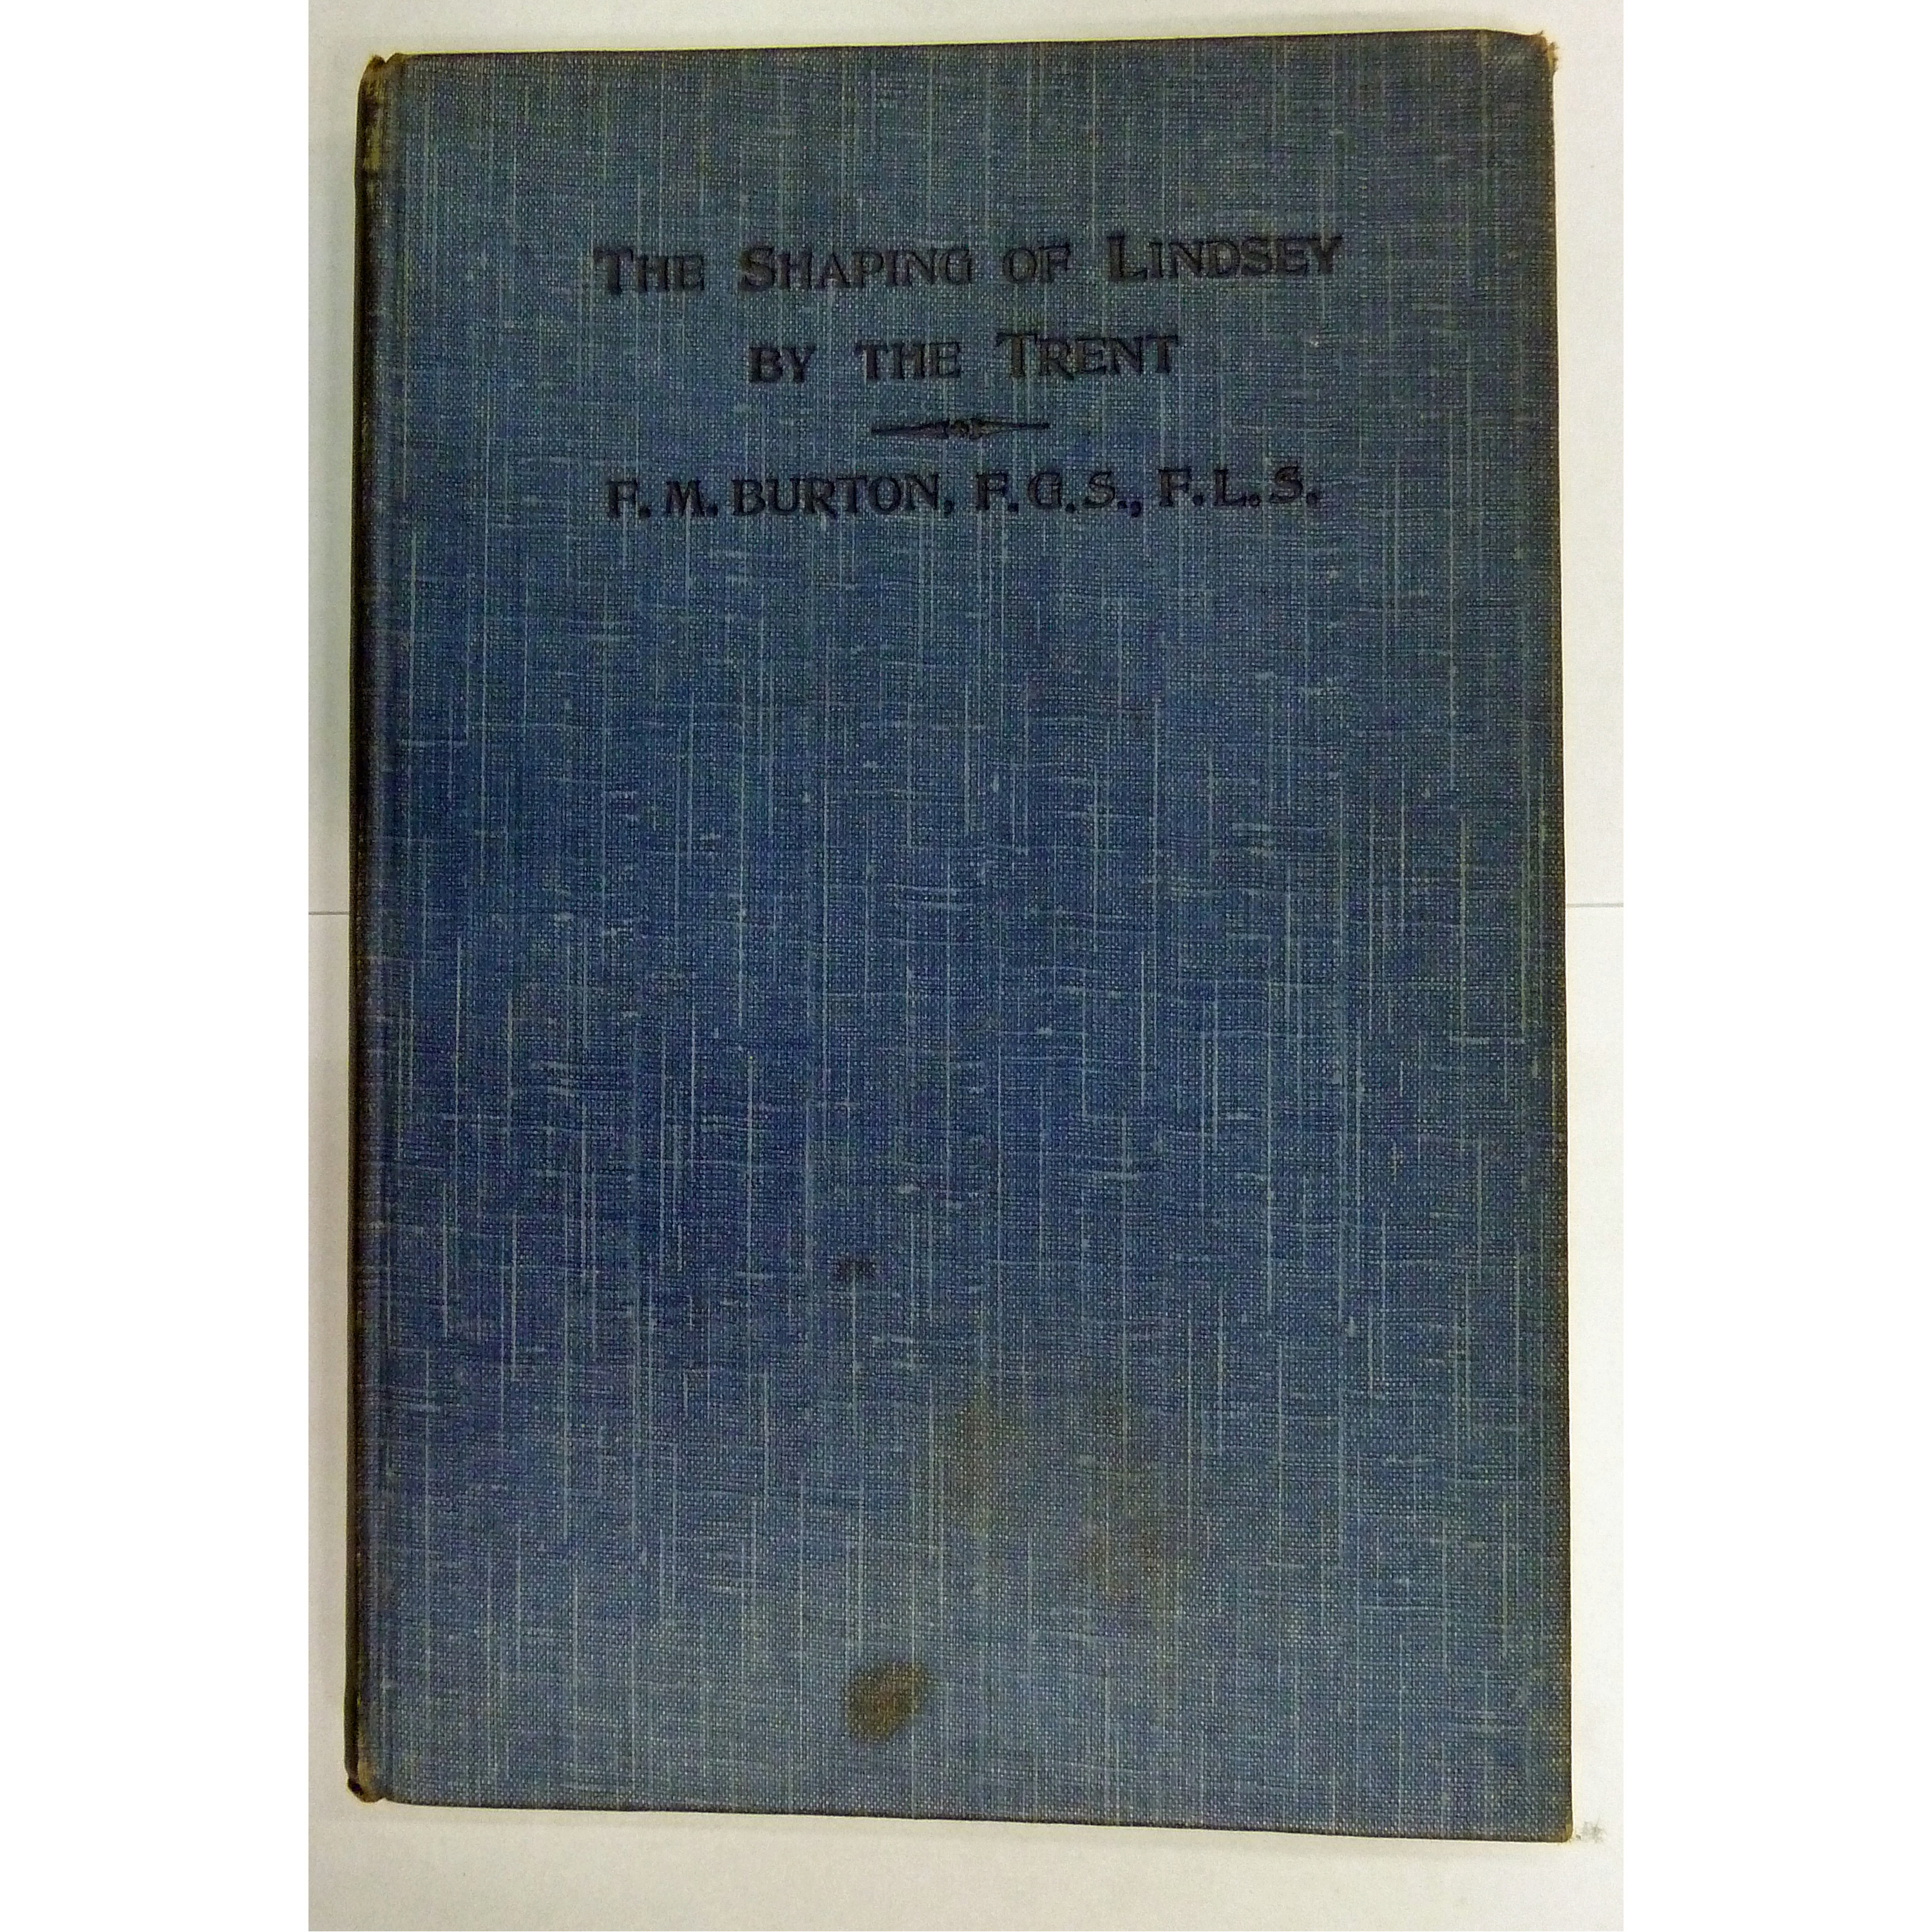 The Shaping of Lindsey
by the Trent
F. M. BURTON, F.G.S., F.L.S.